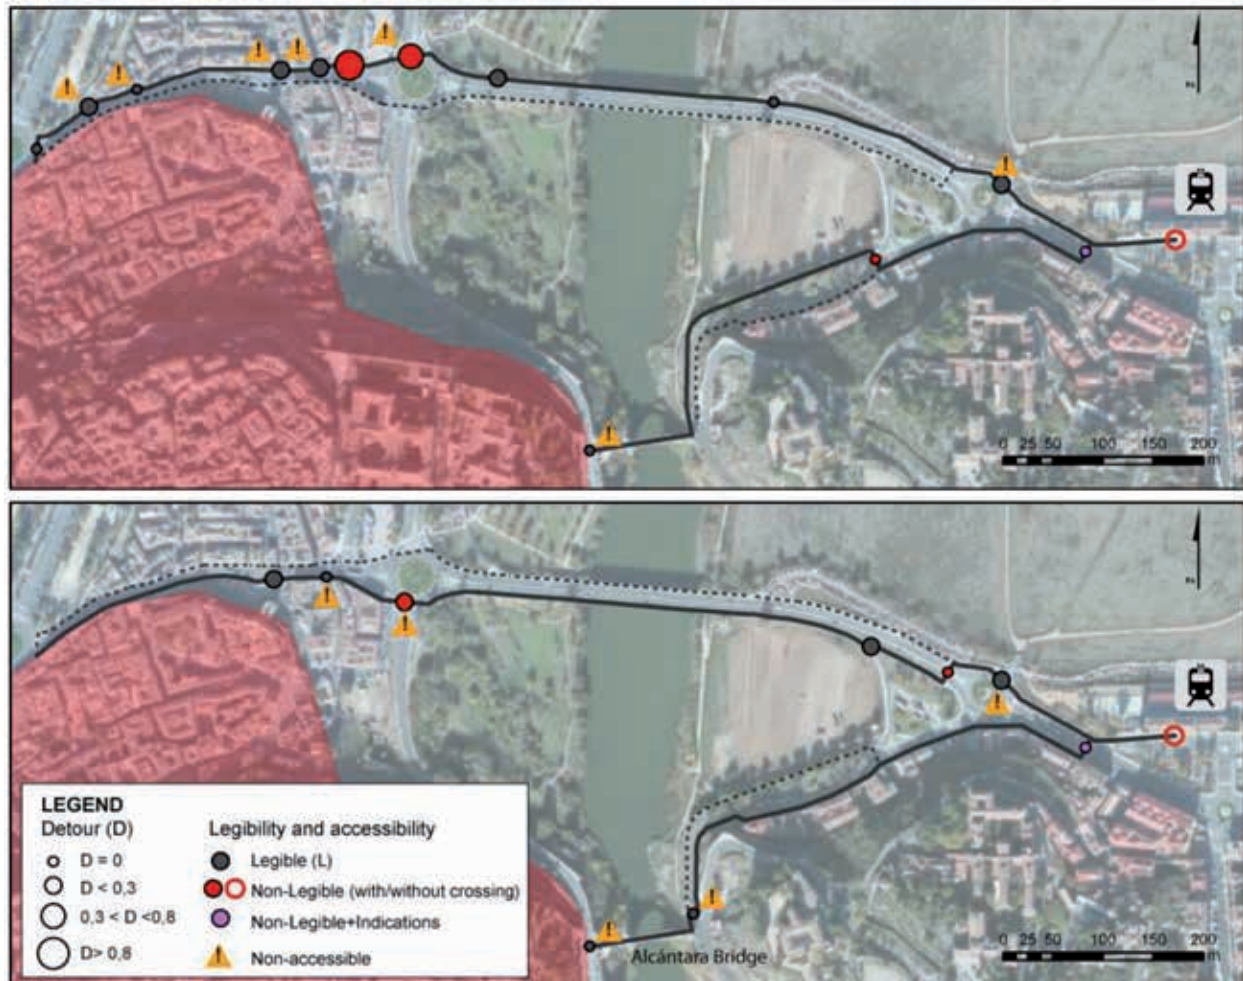 !
!
!
!
!
!
!
N
0 25 50 100 150 200
m
!
!
!
!
!
N
LEGEND
Detour (D)
Legibility and accessibility
D = 0
Legible (L)
D < 0,3
Non-Legible (with/without crossing)
0,3 < D <0,8
Non-Legible+Indications
D> 0,8
! Non-accessible
Alcántara Bridge
0 25 50 100 150 200
m